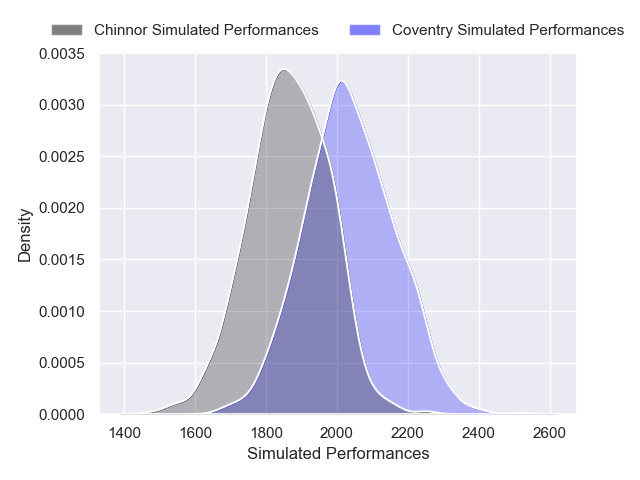 Chinnor Simulated Performances Coventry Simulated Performances
0.0035
0.0030
0.0025
0.0020
0.0015
0.0010
0.0005
0.0000
Density
1400 1600 1800 2000 2200 2400 2600
Simulated Performances